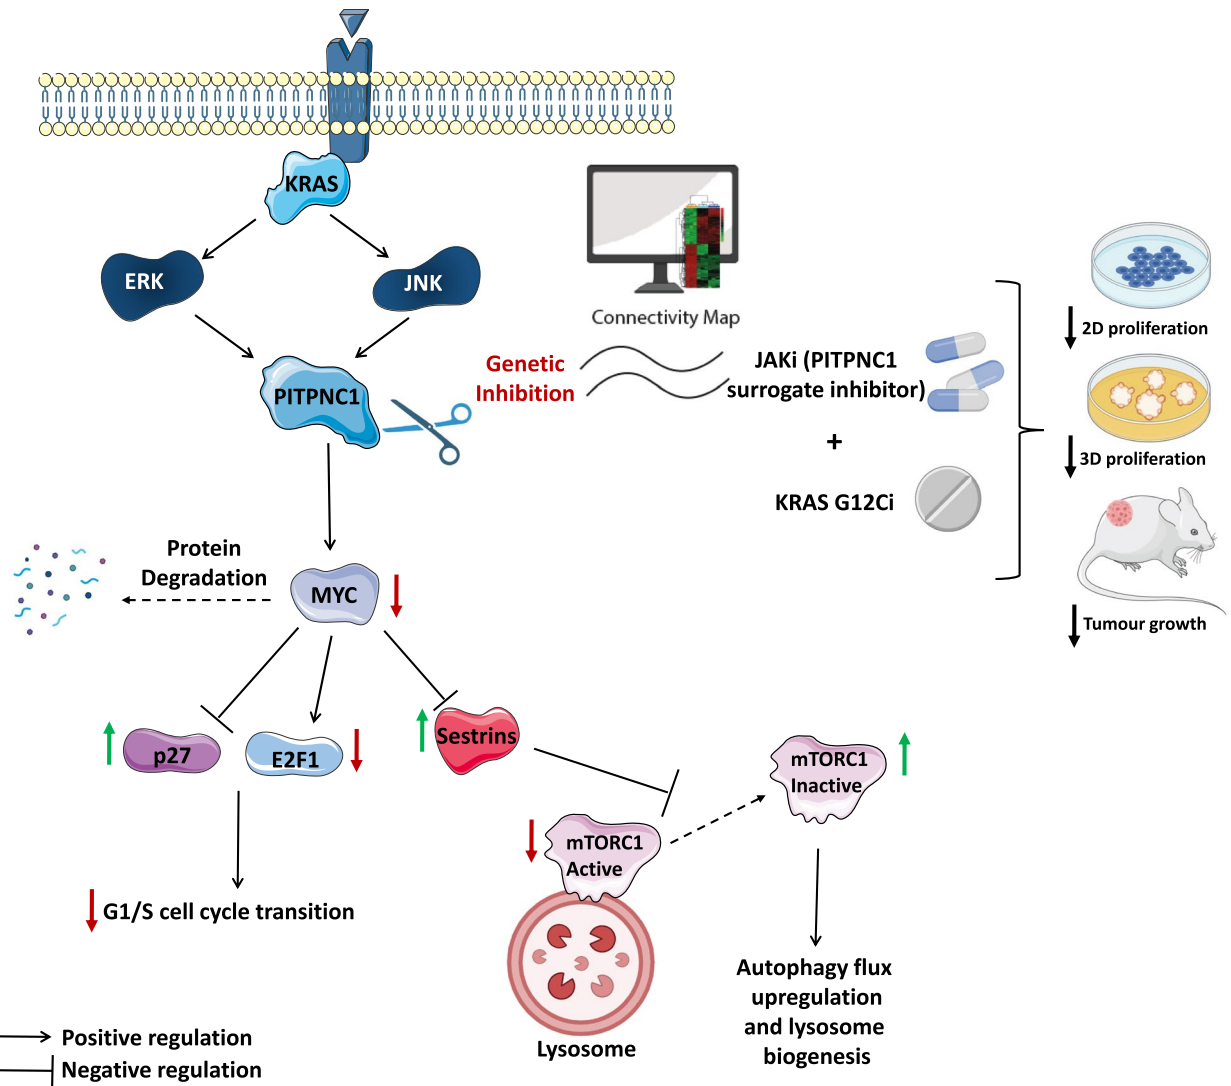 KRAS
ERK
JNK
PITPNC1
Genetic
Inhibition
Connectivity Map
JAKi (PITPNC1
surrogate inhibitor)
+
KRAS G12Ci
2D proliferation
3D proliferation
Tumour growth
Protein
Degradation
MYC
p27
E2F1
Sestrins
mTORC1
Inactive
mTORC1
Active
G1/S cell cycle transition
Lysosome
Autophagy flux
upregulation
and lysosome
biogenesis
Positive regulation
Negative regulation